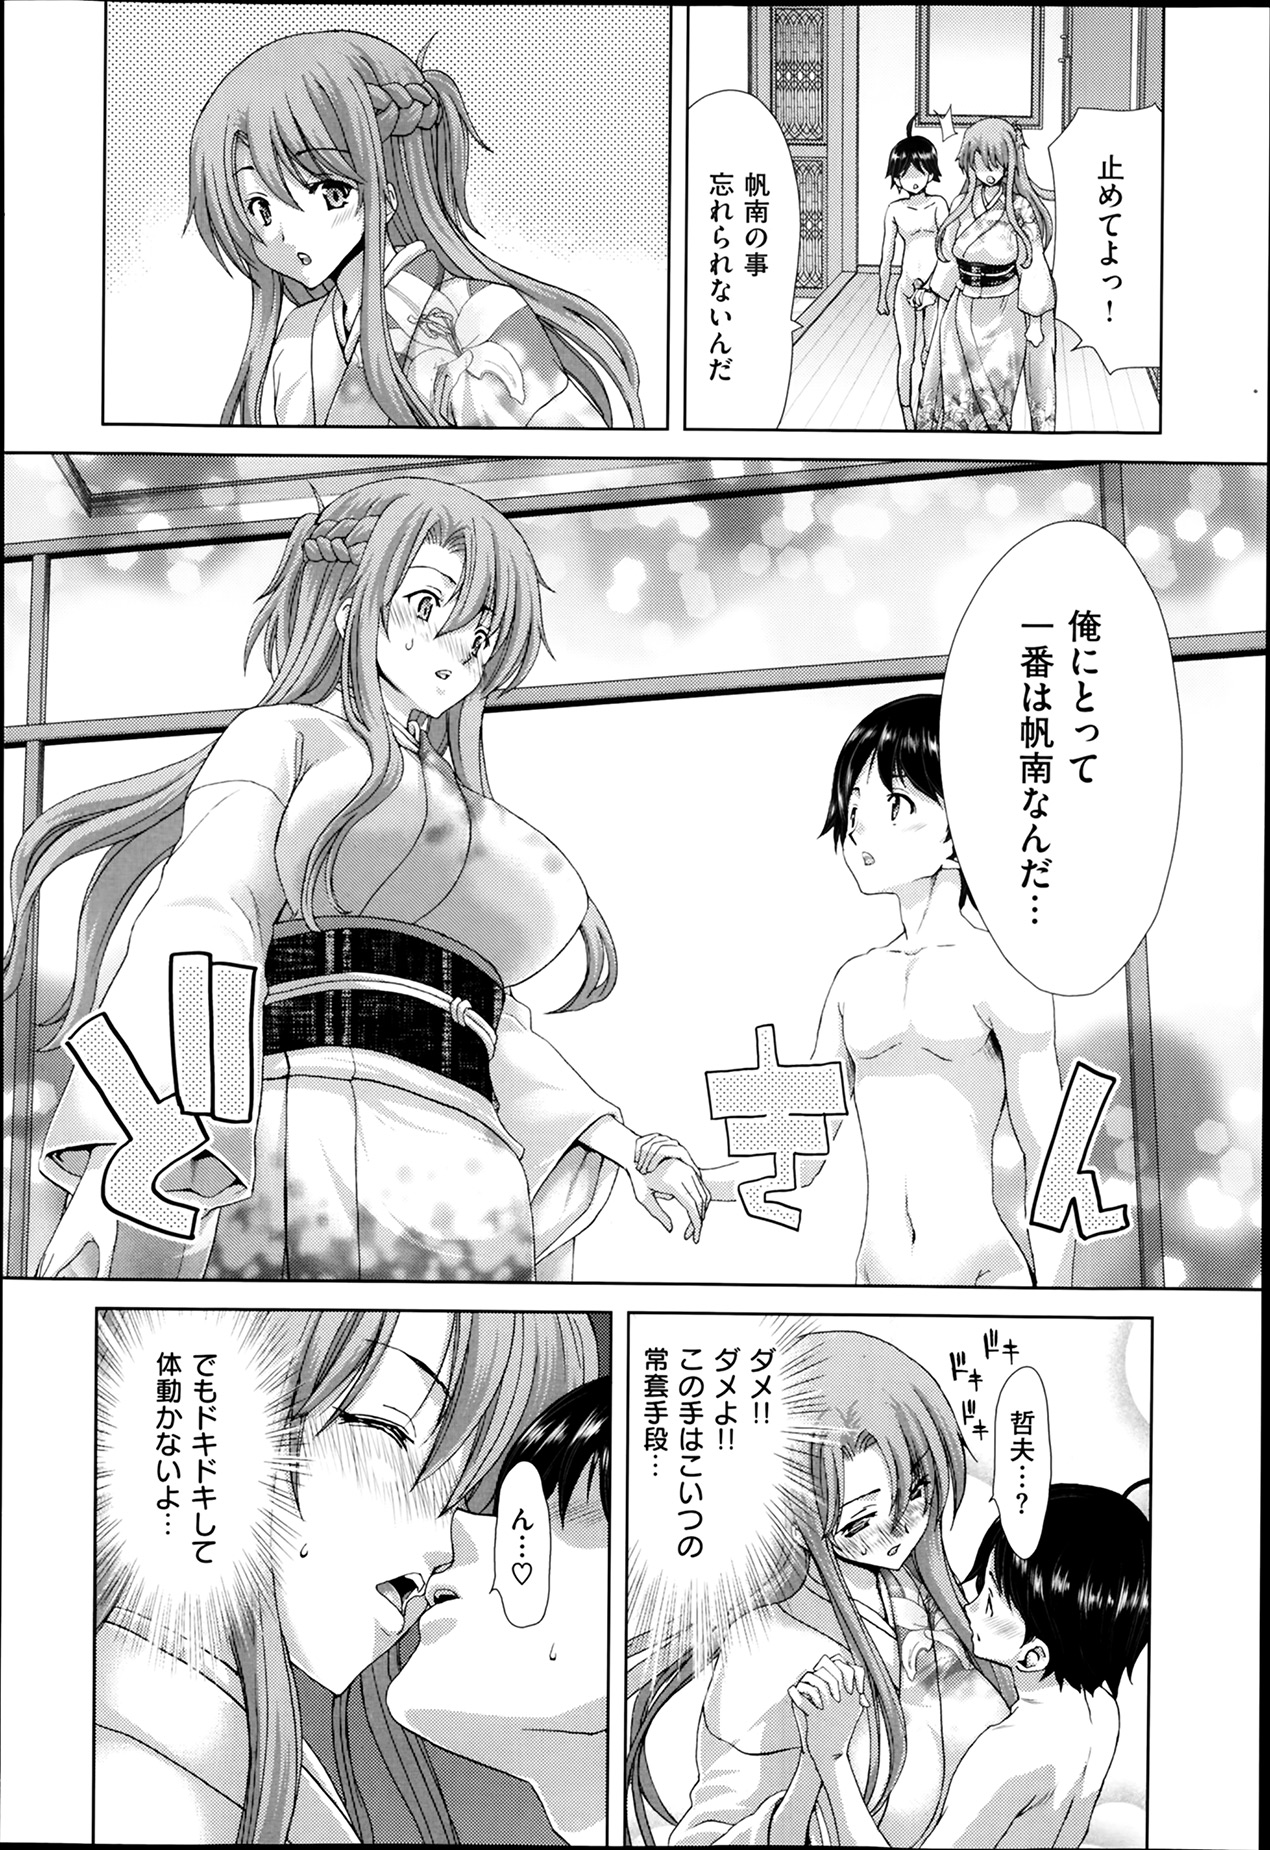 止めてよっ！
帆南の事
忘れられないんだ
俺にとって
一番は帆南なんだ…
どきん
哲夫…？
ドキ
ドキ
ダメ!!
ダメよ!!
この手はこいつの
常套手段…
ん…♡
でもドキドキして
体動かないよ…